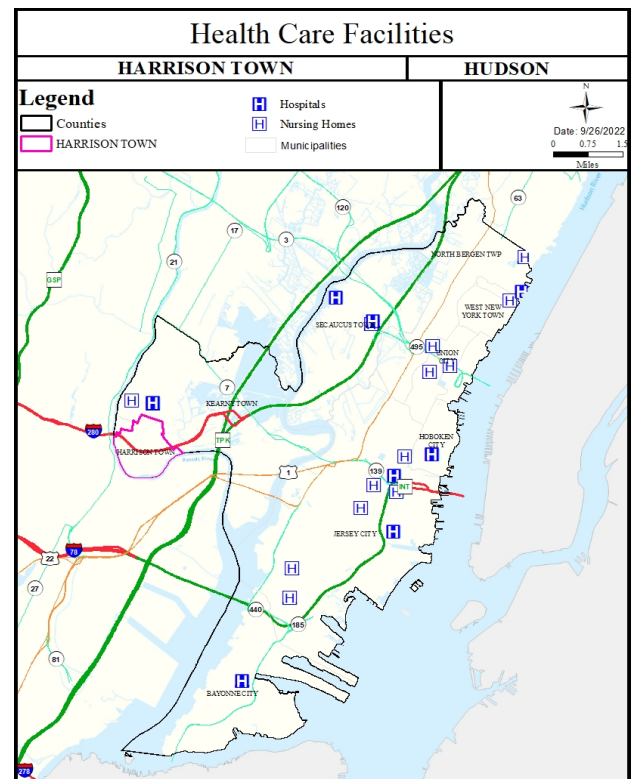 Health Care Facilities
HARRISON TOWN
HUDSON
Legend
Counties
HARRISON TOWN
H Hospitals
H Nursing Homes
Municipalities
N
Date: 9/26/2022
0 0.75 1.5
Miles
63
Hudson River
120
17
3
21
NORTH BERGEN TWP
GSP
WEST NEW
YORK TOWN
SECAUCUS TOWN
495
UNION
CITY
7
KEARNY TOWN
280
HARRISON TOWN
TPK
HOBOKEN
CITY
1
139
INT
JERSEY CITY
78
22
27
440
185
81
BAYONNE CITY
278